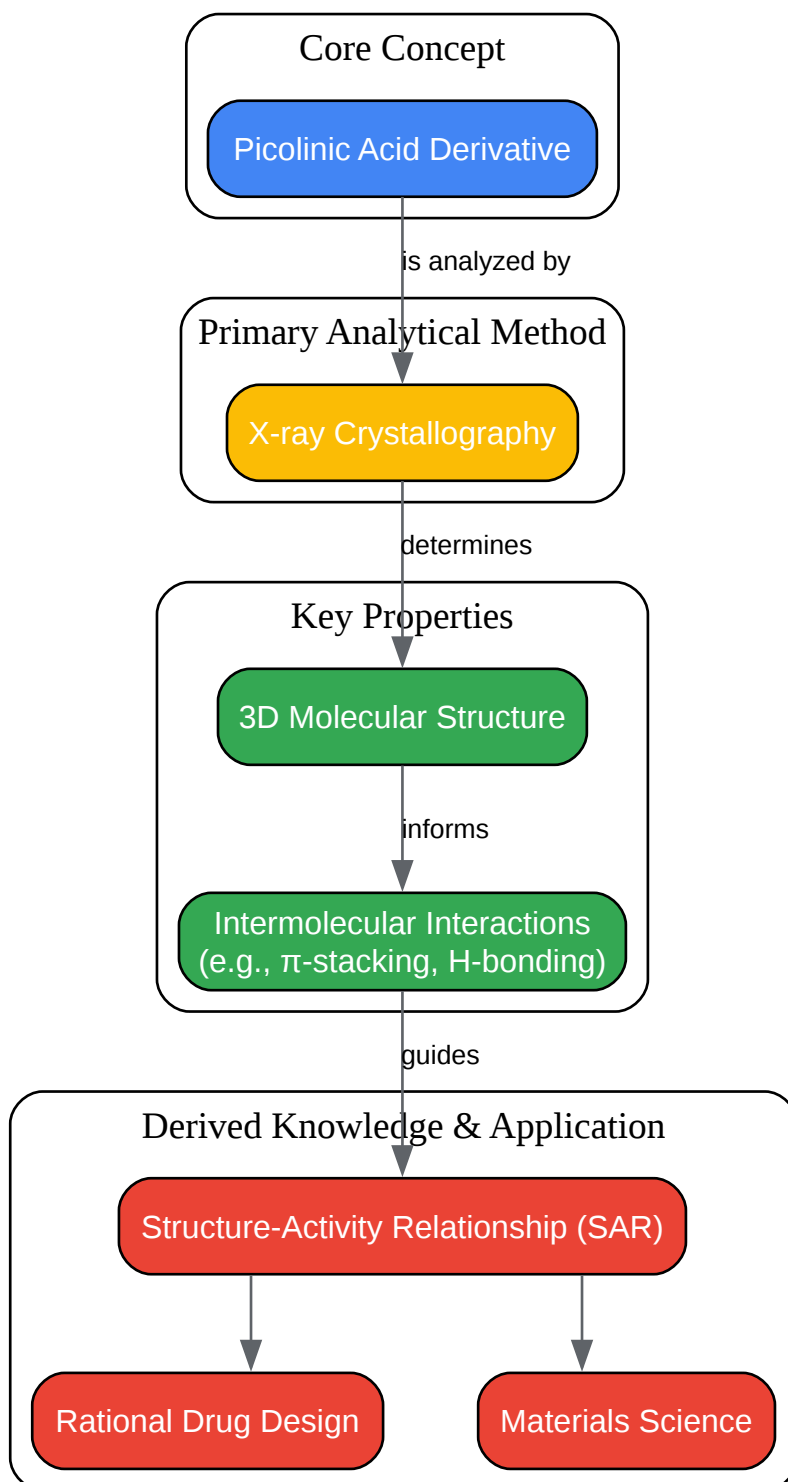 Core Concept
Picolinic Acid Derivative
is analyzed by
Primary Analytical Method
X-ray Crystallography
determines
Key Properties
3D Molecular Structure
informs
Intermolecular Interactions
(e.g., π-stacking, H-bonding)
guides
Derived Knowledge & Application
Structure-Activity Relationship (SAR)
Rational Drug Design
Materials Science